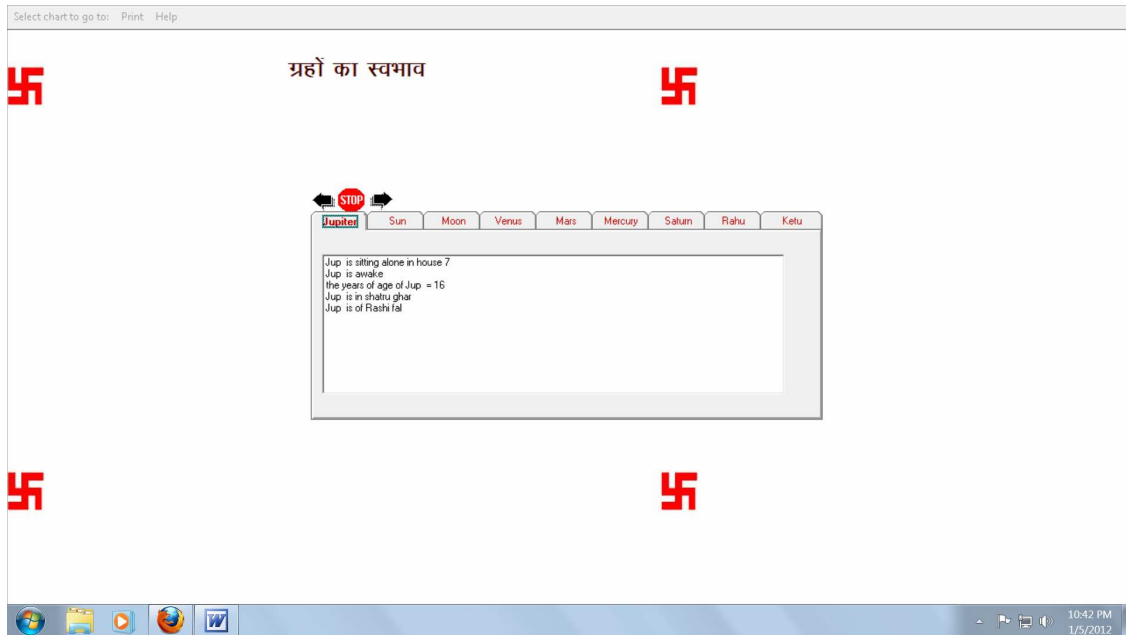 Select chart to go to: Print Help
ग्रहों का स्वभाव
STOP
Jupiter Sun Moon Venus Mars Mercury Saturn Rahu Ketu
Jup is sitting alone in house 7
Jup is awake
the years of age of Jup = 16
Jup is in shatru ghar
Jup is of Rashi fal
W
10:42 PM
1/5/2012